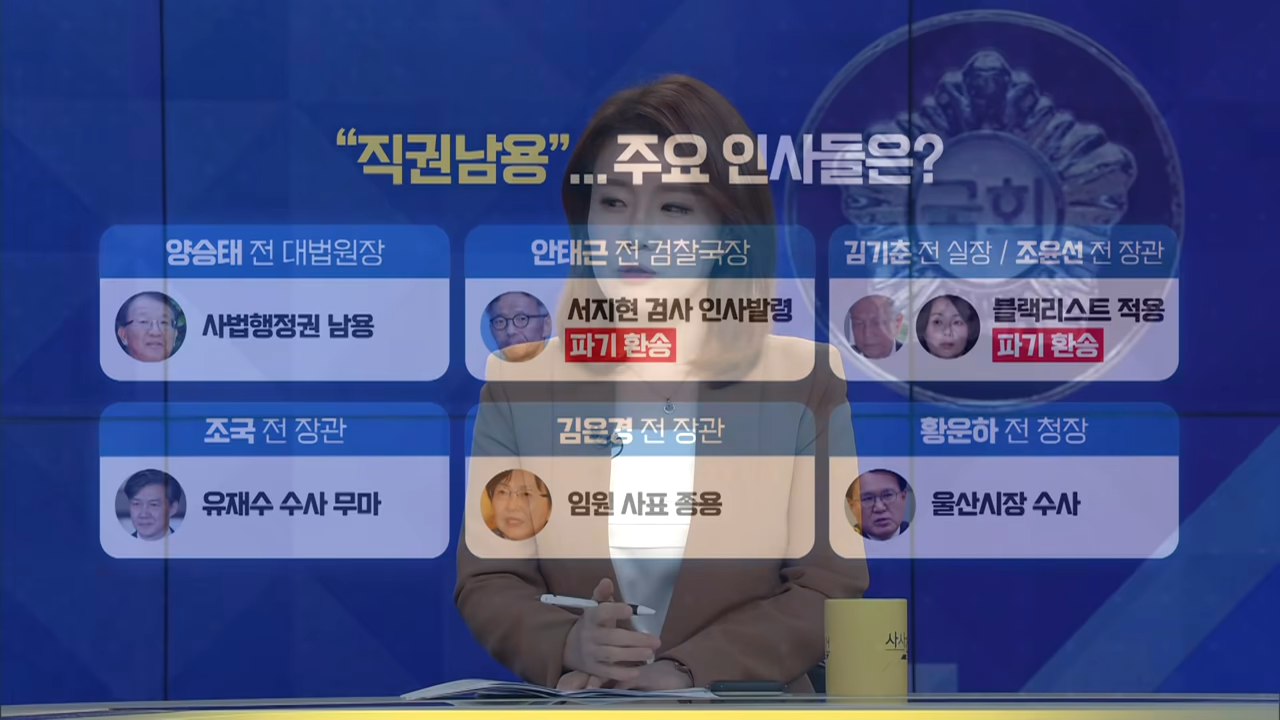 “직권남용”...주요 인사들은?
양승태 전 대법원장
사법행정권 남용
안태근 전 검찰국장
서지현 검사 인사발령
파기 환송
김기춘 전 실장 / 조윤선 전 장관
블랙리스트 적용
파기 환송
조국 전 장관
유재수 수사 무마
김은경 전 장관
임원 사표 종용
황운하 전 청장
울산시장 수사
국회